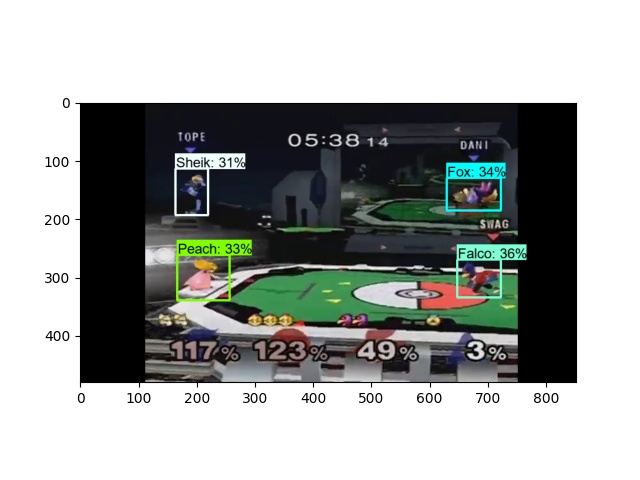 0
100
200
300
400
TOPE
05:38 14
DANI
Sheik: 31%
Fox: 34%
SWAG
Peach: 33%
Falco: 36%
117% 123% 49% 3%
0 100 200 300 400 500 600 700 800